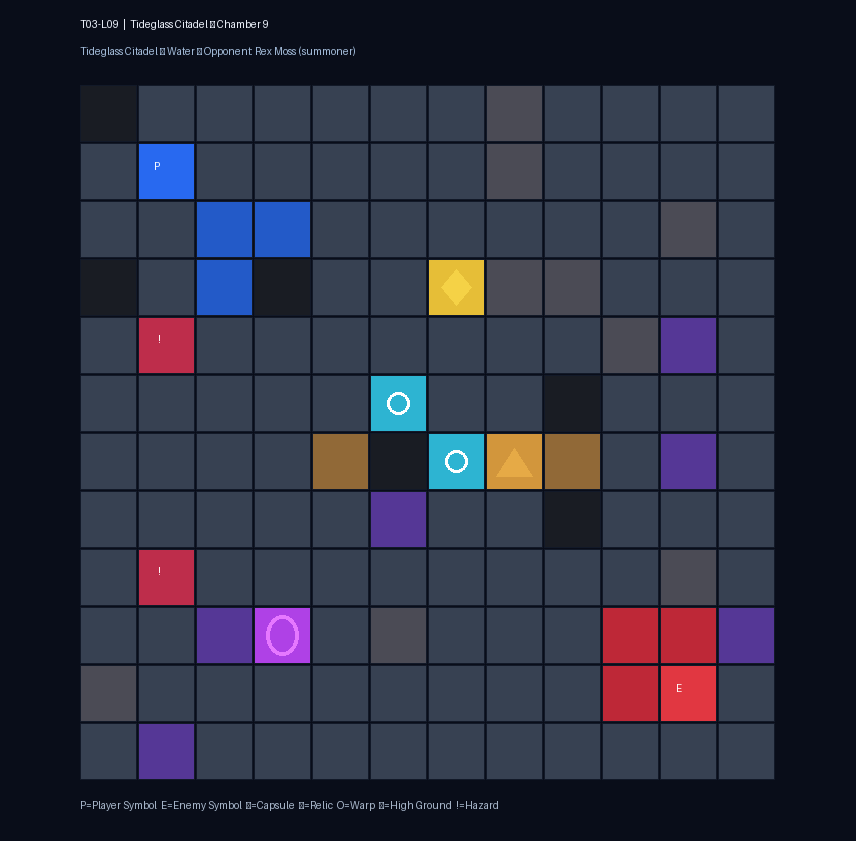 T03-L09 | Tideglass Citadel ▯ Chamber 9
Tideglass Citadel ▯ Water ▯ Opponent: Rex Moss (summoner)
P
!
!
E
P=Player Symbol E=Enemy Symbol ▯=Capsule ▯=Relic O=Warp ▯=High Ground !=Hazard